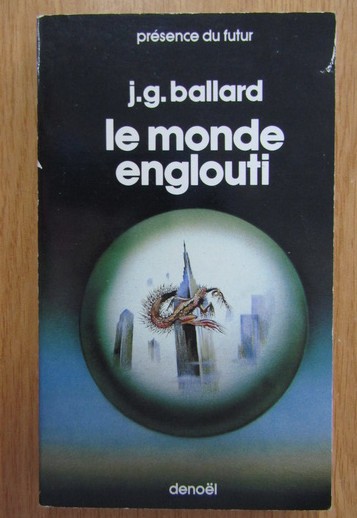 présence du futur
j.g. ballard
le monde
englouti
denoël